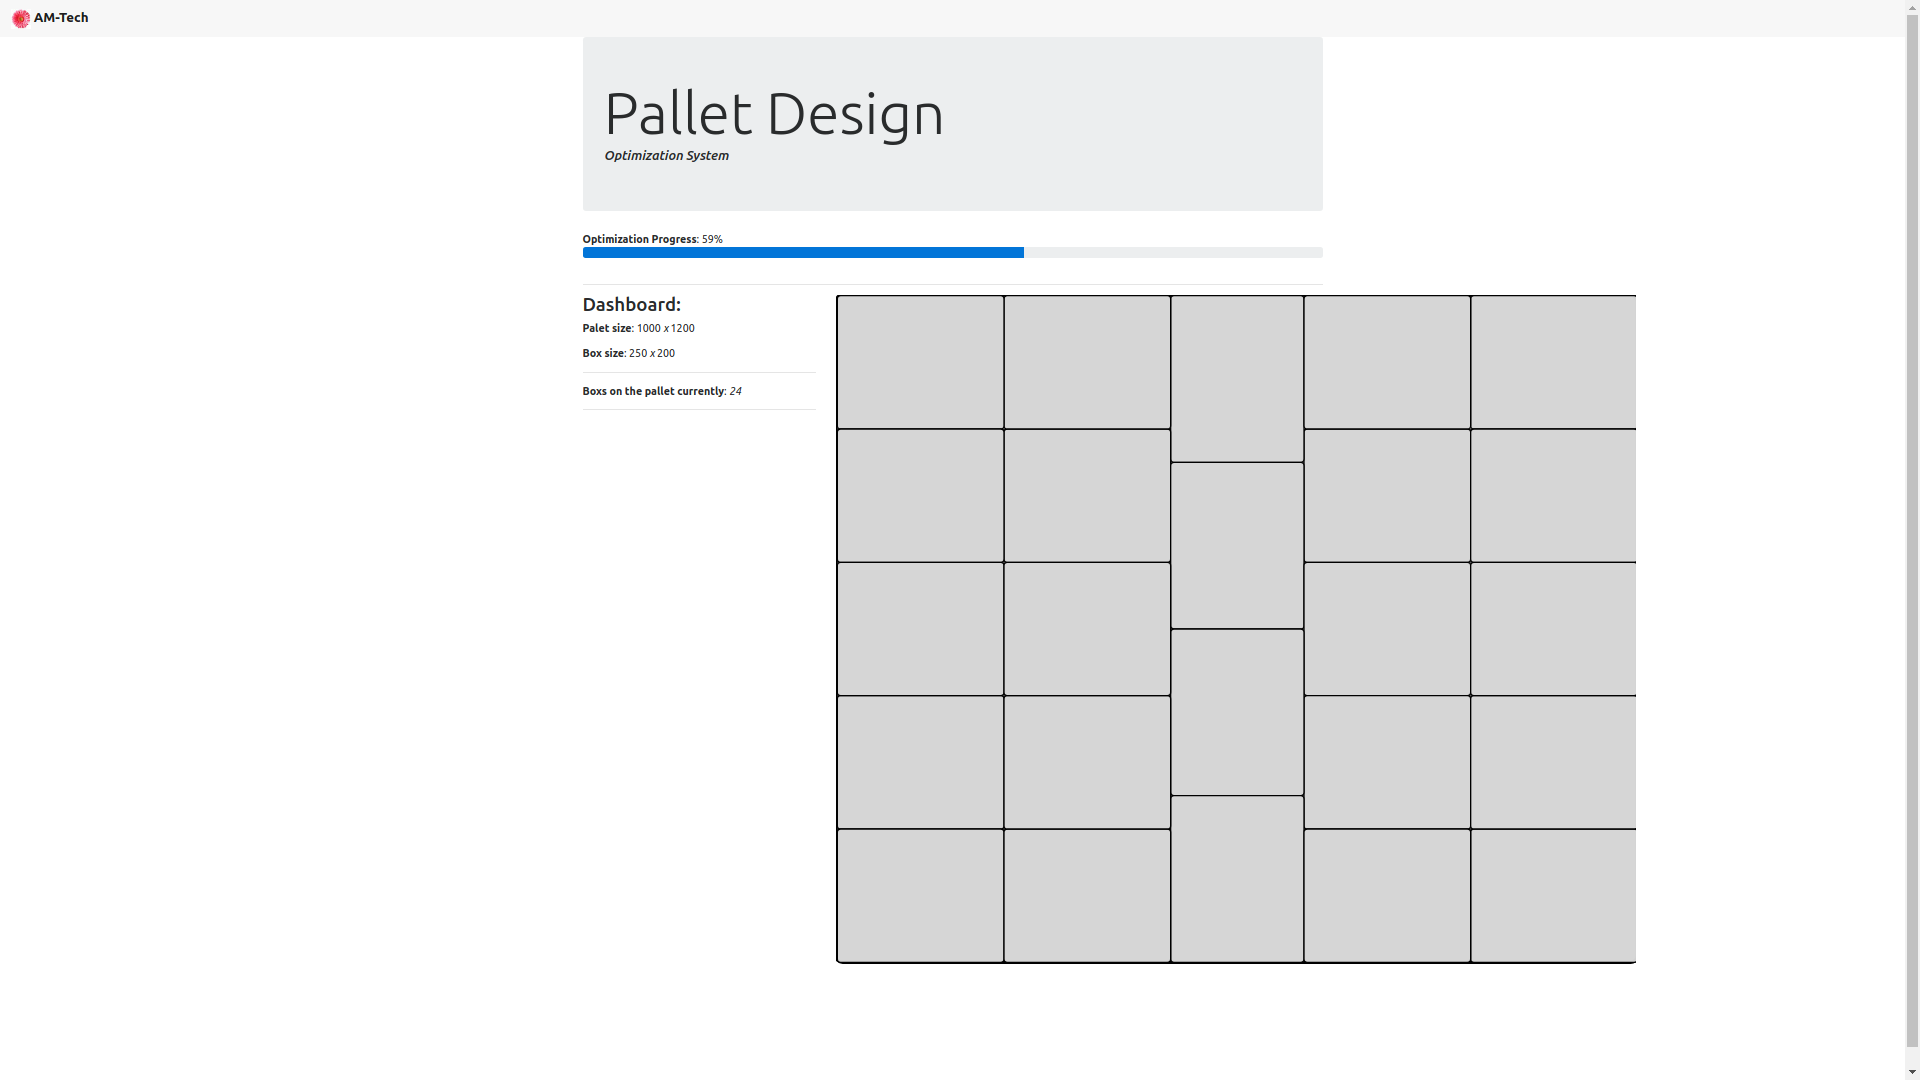 AM-Tech
Pallet Design
Optimization System
Optimization Progress: 59%
Dashboard:
Palet size: 1000 x 1200
Box size: 250 x 200
Boxs on the pallet currently: 24